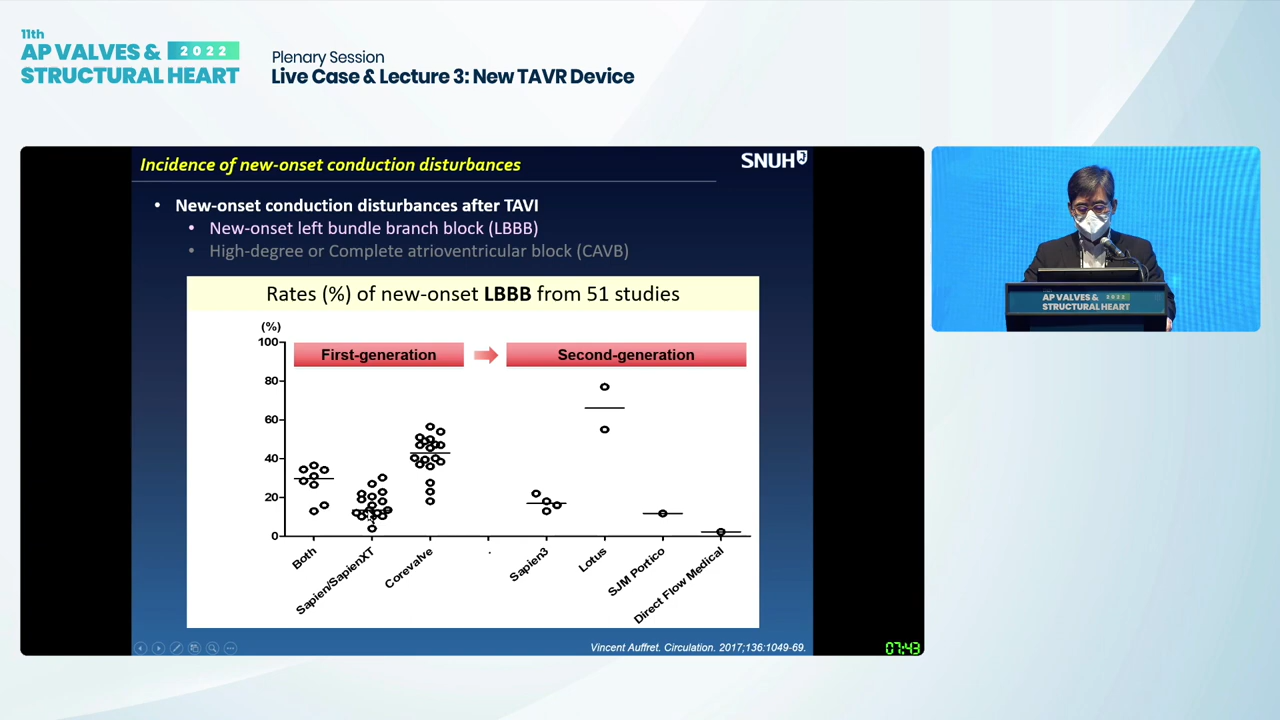 11th
AP VALVES & 2022
STRUCTURAL HEART
Plenary Session
Live Case & Lecture 3: New TAVR Device
Incidence of new-onset conduction disturbances
SNUH
• New-onset conduction disturbances after TAVI
• New-onset left bundle branch block (LBBB)
• High-degree or Complete atrioventricular block (CAVB)
Rates (%) of new-onset LBBB from 51 studies
(%)
100
80
60
40
20
0
First-generation
Second-generation
Both
Sapien/SapienXT
Corevalve
.
Sapien3
Lotus
SJM Portico
Direct Flow Medical
Vincent Auffret. Circulation. 2017;136:1049-69.
07:43
AP VALVES & 2022
STRUCTURAL HEART